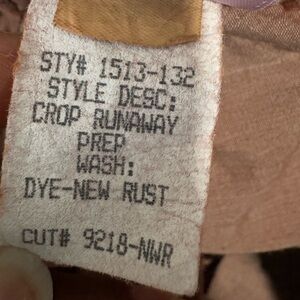 STY# 1513-132
STYLE DESC:
CROP RUNAWAY
PREP
WASH:
DYE-NEW RUST
CUT# 9218-NWR